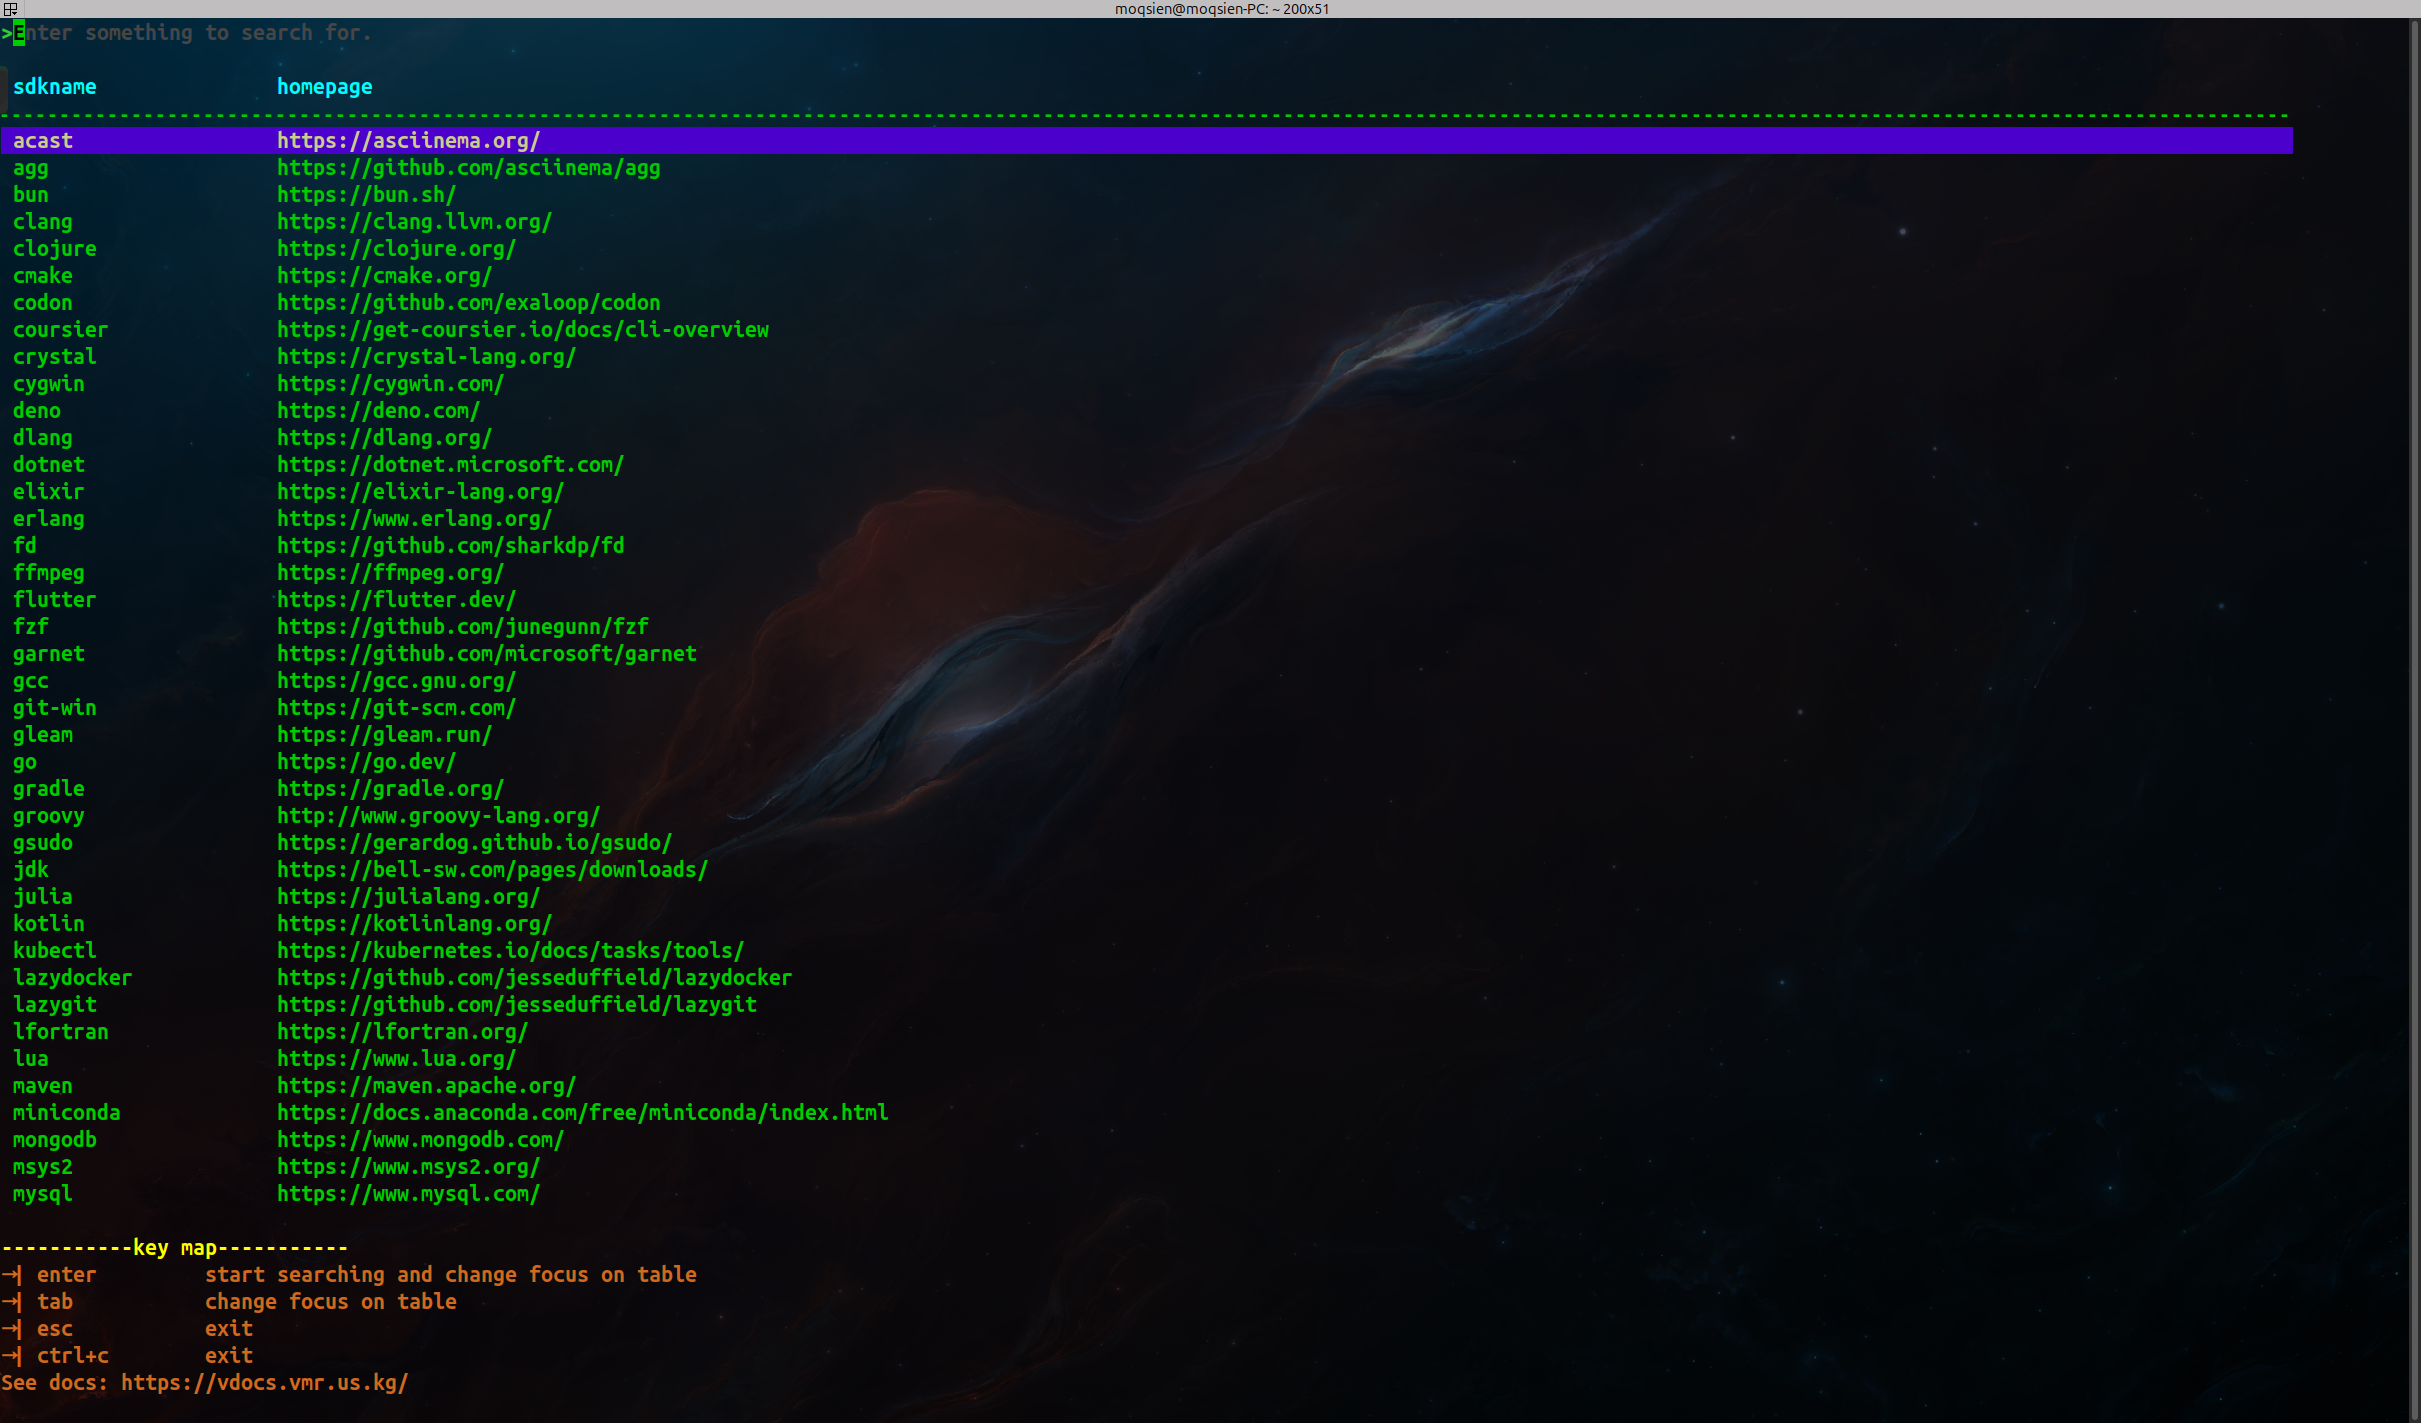 moqsien@moqsien-PC: ~ 200x51
>Enter something to search for.
sdkname homepage
--------------------------------------------------------------------------------------------------------------------------------------------------------------------------------------------
acast https://asciinema.org/
agg https://github.com/asciinema/agg
bun https://bun.sh/
clang https://clang.llvm.org/
clojure https://clojure.org/
cmake https://cmake.org/
codon https://github.com/exaloop/codon
coursier https://get-coursier.io/docs/cli-overview
crystal https://crystal-lang.org/
cygwin https://cygwin.com/
deno https://deno.com/
dlang https://dlang.org/
dotnet https://dotnet.microsoft.com/
elixir https://elixir-lang.org/
erlang https://www.erlang.org/
fd https://github.com/sharkdp/fd
ffmpeg https://ffmpeg.org/
flutter https://flutter.dev/
fzf https://github.com/junegunn/fzf
garnet https://github.com/microsoft/garnet
gcc https://gcc.gnu.org/
git-win https://git-scm.com/
gleam https://gleam.run/
go https://go.dev/
gradle https://gradle.org/
groovy http://www.groovy-lang.org/
gsudo https://gerardog.github.io/gsudo/
jdk https://bell-sw.com/pages/downloads/
julia https://julialang.org/
kotlin https://kotlinlang.org/
kubectl https://kubernetes.io/docs/tasks/tools/
lazydocker https://github.com/jesseduffield/lazydocker
lazygit https://github.com/jesseduffield/lazygit
lfortran https://lfortran.org/
lua https://www.lua.org/
maven https://maven.apache.org/
miniconda https://docs.anaconda.com/free/miniconda/index.html
mongodb https://www.mongodb.com/
msys2 https://www.msys2.org/
mysql https://www.mysql.com/
-----------key map-----------
→| enter start searching and change focus on table
→| tab change focus on table
→| esc exit
→| ctrl+c exit
See docs: https://vdocs.vmr.us.kg/